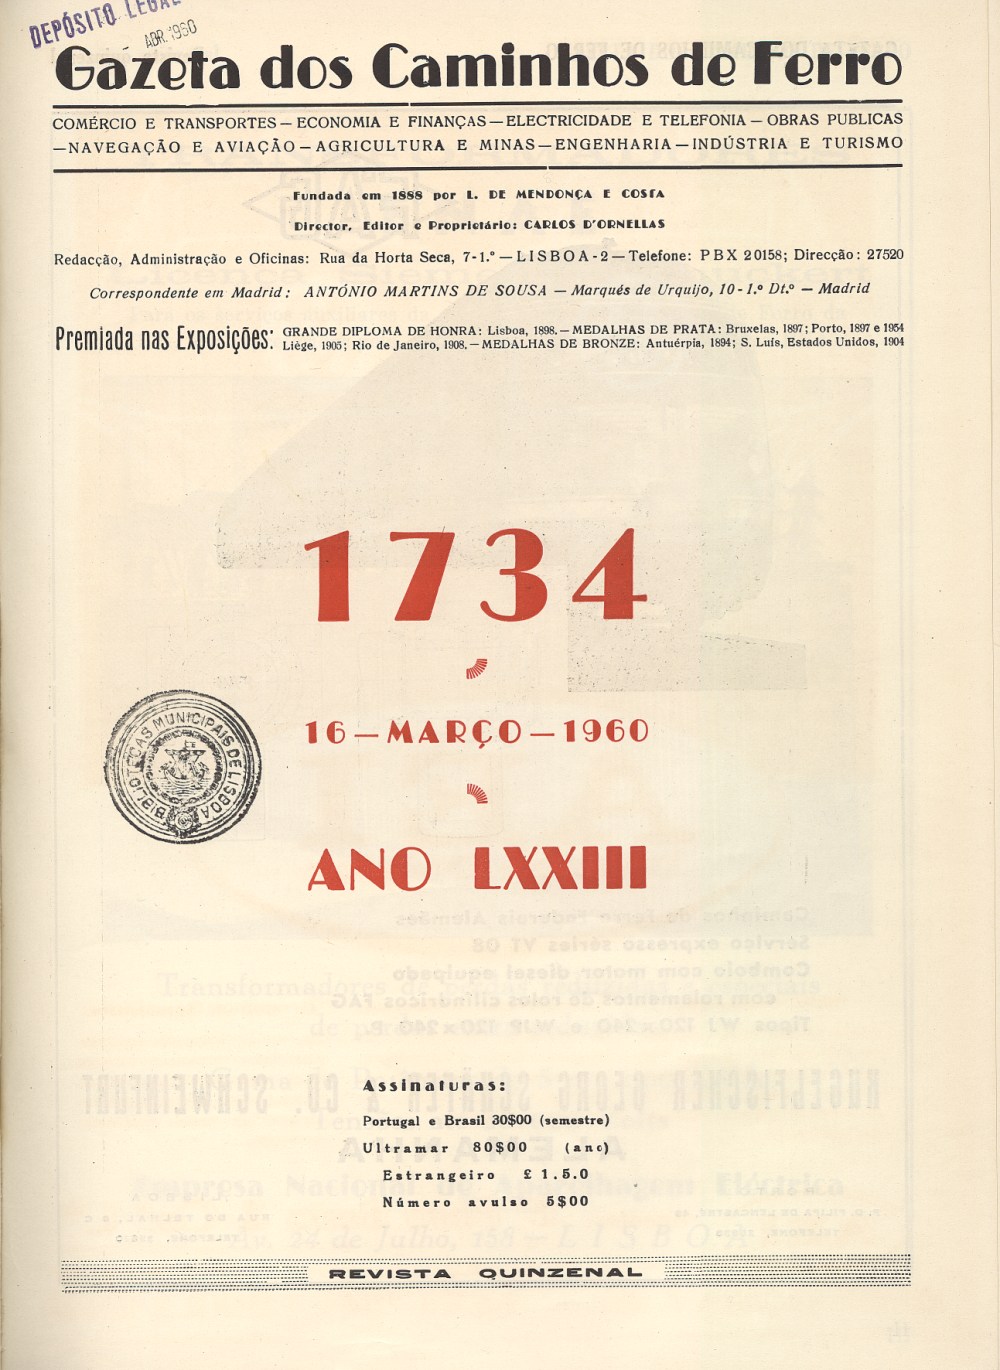 DEPÓSITO LEGAL
ABR. 1960
Gazeta dos Caminhos de Ferro
COMÉRCIO E TRANSPORTES — ECONOMIA E FINANÇAS — ELECTRICIDADE E TELEFONIA — OBRAS PUBLICAS
— NAVEGAÇÃO E AVIAÇÃO — AGRICULTURA E MINAS — ENGENHARIA — INDÚSTRIA E TURISMO
Fundada em 1888 por L. DE MENDONÇA E COSTA
Director, Editor e Proprietário: CARLOS D'ORNELLAS
Redacção, Administração e Oficinas: Rua da Horta Seca, 7-1.º — LISBOA-2 — Telefone: PBX 20158; Direcção: 27520
Correspondente em Madrid: ANTÓNIO MARTINS DE SOUSA — Marqués de Urquijo, 10-1.º Dt.º — Madrid
Premiada nas Exposições: GRANDE DIPLOMA DE HONRA: Lisboa, 1898. — MEDALHAS DE PRATA: Bruxelas, 1897; Porto, 1897 e 1954
Liège, 1905; Rio de Janeiro, 1908. — MEDALHAS DE BRONZE: Antuérpia, 1894; S. Luís, Estados Unidos, 1904
1734
16 — MARÇO — 1960
BIBLIOTECAS MUNICIPAIS DE LISBOA
ANO LXXIII
Assinaturas:
Portugal e Brasil 30$00 (semestre)
Ultramar 80$00 (ano)
Estrangeiro £ 1.5.0
Número avulso 5$00
REVISTA QUINZENAL